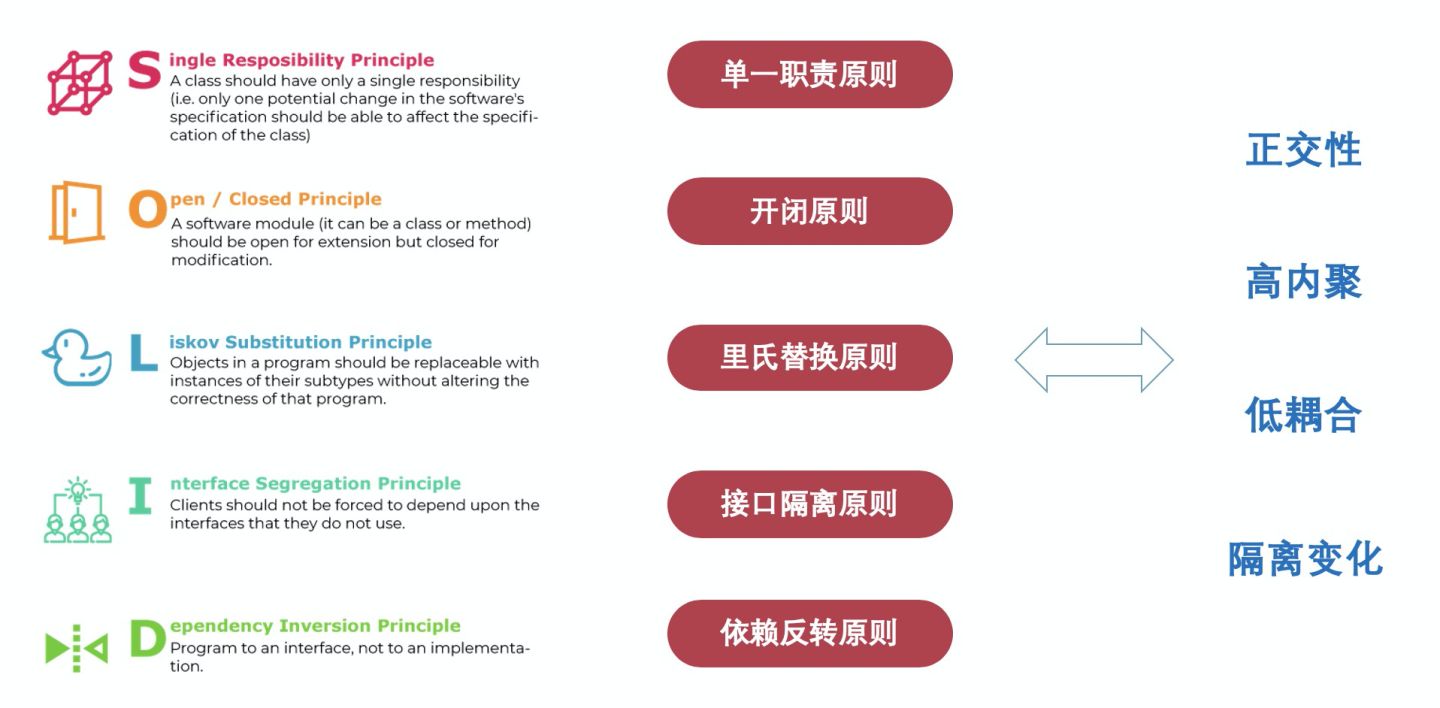 Single Resposibility Principle
A class should have only a single responsibility
(i.e. only one potential change in the software's
specification should be able to affect the specifi-
cation of the class)
单一职责原则
Open / Closed Principle
A software module (it can be a class or method)
should be open for extension but closed for
modification.
开闭原则
Liskov Substitution Principle
Objects in a program should be replaceable with
instances of their subtypes without altering the
correctness of that program.
里氏替换原则
Interface Segregation Principle
Clients should not be forced to depend upon the
interfaces that they do not use.
接口隔离原则
Dependency Inversion Principle
Program to an interface, not to an implementa-
tion.
依赖反转原则
正交性
高内聚
低耦合
隔离变化